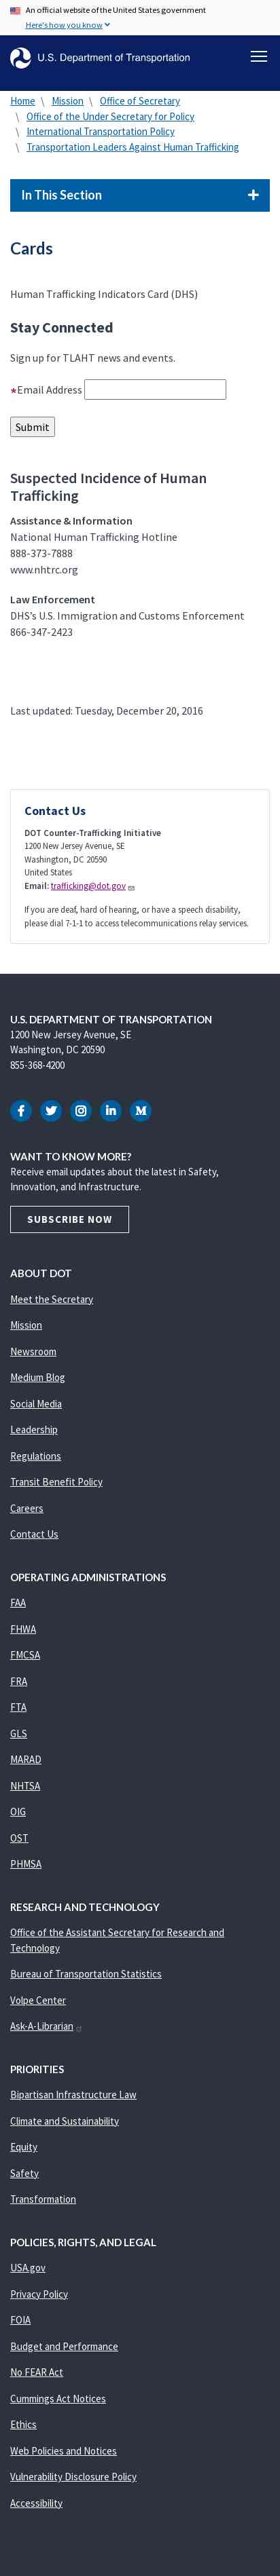 An official website of the United States government
Here's how you know
U.S. Department of Transportation
Home \ Mission \ Office of Secretary
\ Office of the Under Secretary for Policy
\ International Transportation Policy
\ Transportation Leaders Against Human Trafficking
In This Section +
Cards
Human Trafficking Indicators Card (DHS)
Stay Connected
Sign up for TLAHT news and events.
*Email Address
Submit
Suspected Incidence of Human
Trafficking
Assistance & Information
National Human Trafficking Hotline
888-373-7888
www.nhtrc.org
Law Enforcement
DHS’s U.S. Immigration and Customs Enforcement
866-347-2423
Last updated: Tuesday, December 20, 2016
Contact Us
DOT Counter-Trafficking Initiative
1200 New Jersey Avenue, SE
Washington, DC 20590
United States
Email: trafficking@dot.gov
If you are deaf, hard of hearing, or have a speech disability,
please dial 7-1-1 to access telecommunications relay services.
U.S. DEPARTMENT OF TRANSPORTATION
1200 New Jersey Avenue, SE
Washington, DC 20590
855-368-4200
WANT TO KNOW MORE?
Receive email updates about the latest in Safety,
Innovation, and Infrastructure.
SUBSCRIBE NOW
ABOUT DOT
Meet the Secretary
Mission
Newsroom
Medium Blog
Social Media
Leadership
Regulations
Transit Benefit Policy
Careers
Contact Us
OPERATING ADMINISTRATIONS
FAA
FHWA
FMCSA
FRA
FTA
GLS
MARAD
NHTSA
OIG
OST
PHMSA
RESEARCH AND TECHNOLOGY
Office of the Assistant Secretary for Research and
Technology
Bureau of Transportation Statistics
Volpe Center
Ask-A-Librarian
PRIORITIES
Bipartisan Infrastructure Law
Climate and Sustainability
Equity
Safety
Transformation
POLICIES, RIGHTS, AND LEGAL
USA.gov
Privacy Policy
FOIA
Budget and Performance
No FEAR Act
Cummings Act Notices
Ethics
Web Policies and Notices
Vulnerability Disclosure Policy
Accessibility